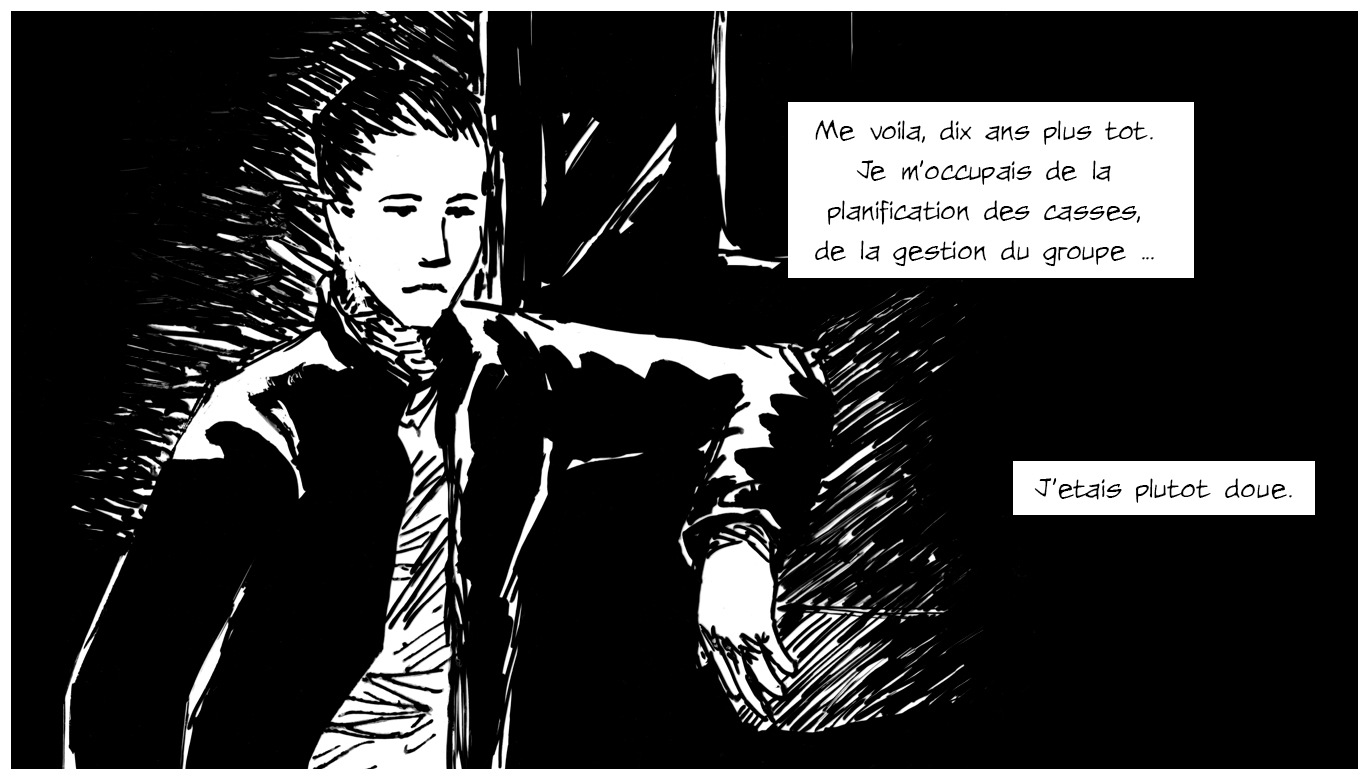 Me voila, dix ans plus tot.
Je m'occupais de la
planification des casses,
de la gestion du groupe ...
J'etais plutot doue.